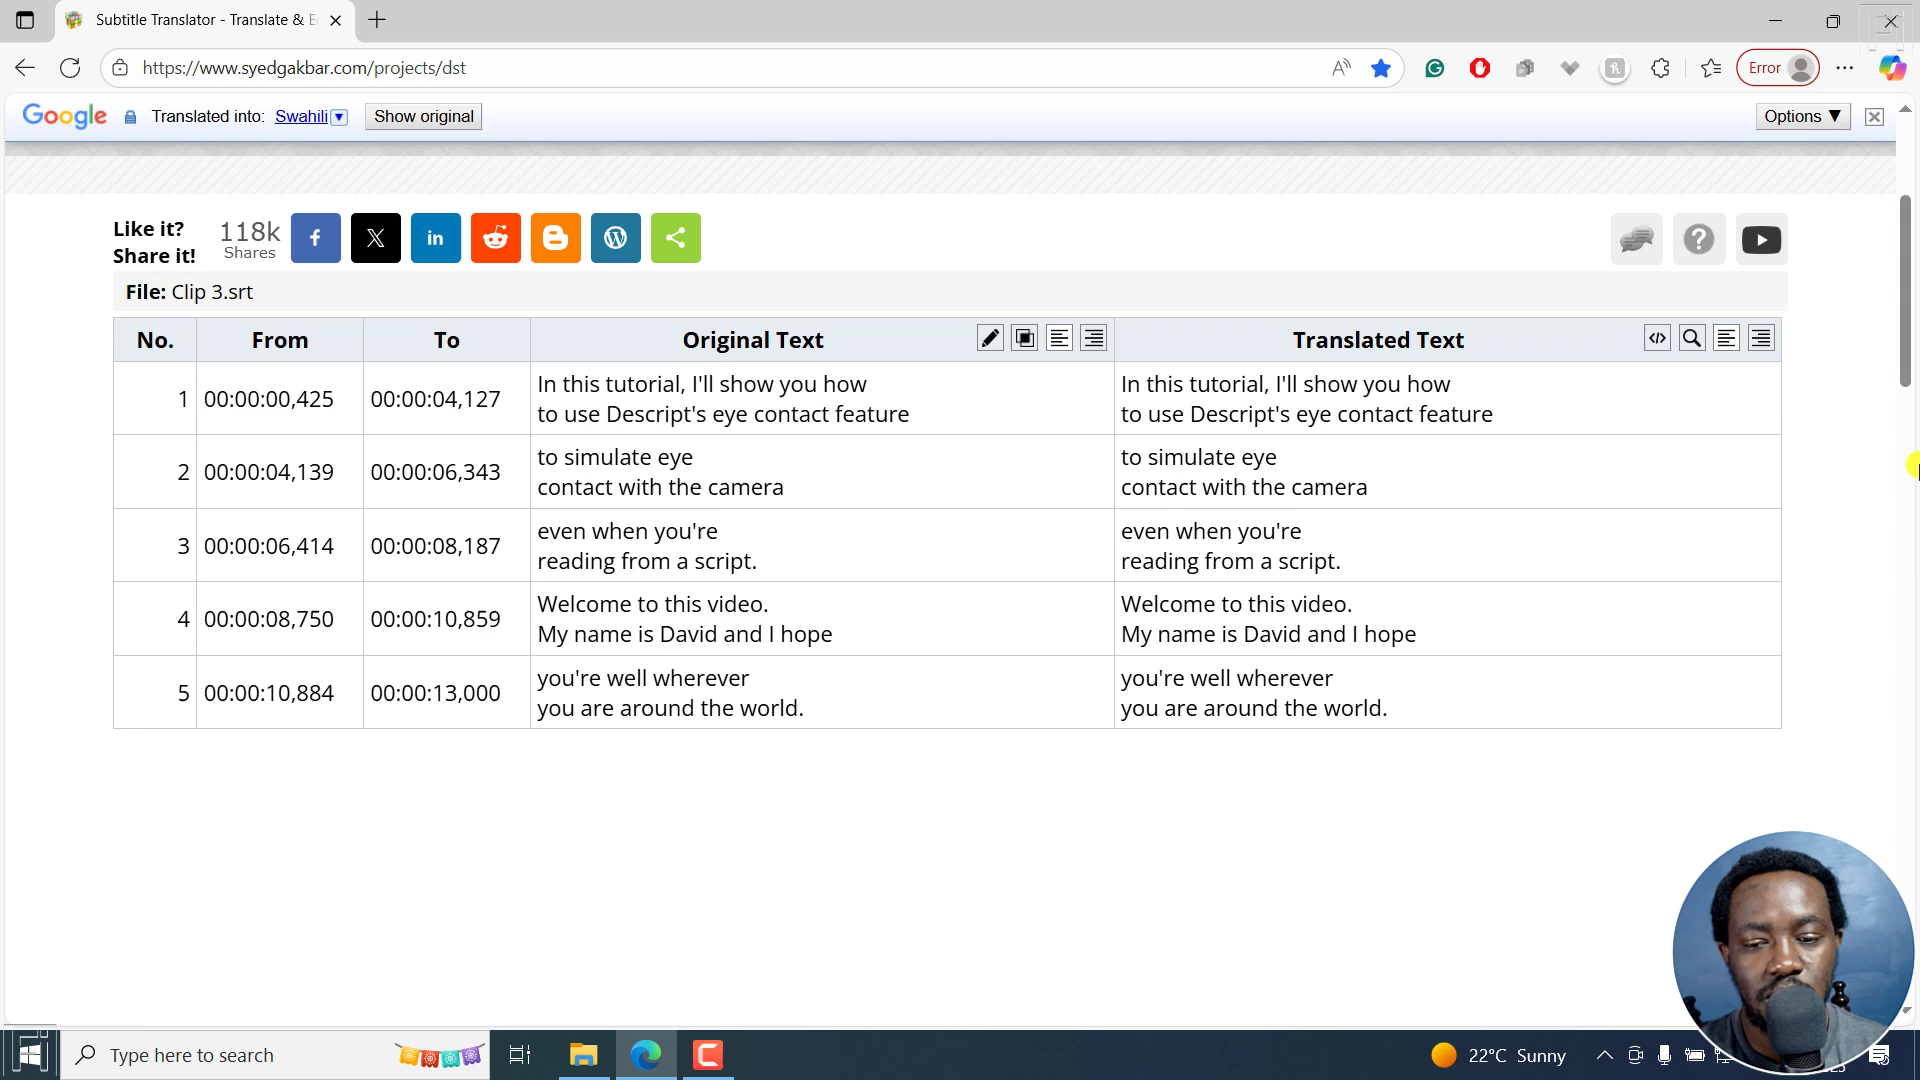 Subtitle Translator - Translate & E
https://www.syedgakbar.com/projects/dst
Error
Google Translated into: Swahili Show original Options ▼
Like it?
Share it!
118k
Shares
File: Clip 3.srt
No. From To Original Text Translated Text
1 00:00:00,425 00:00:04,127 In this tutorial, I'll show you how
to use Descript's eye contact feature
In this tutorial, I'll show you how
to use Descript's eye contact feature
2 00:00:04,139 00:00:06,343 to simulate eye
contact with the camera
to simulate eye
contact with the camera
3 00:00:06,414 00:00:08,187 even when you're
reading from a script.
even when you're
reading from a script.
4 00:00:08,750 00:00:10,859 Welcome to this video.
My name is David and I hope
Welcome to this video.
My name is David and I hope
5 00:00:10,884 00:00:13,000 you're well wherever
you are around the world.
you're well wherever
you are around the world.
Type here to search
22°C Sunny